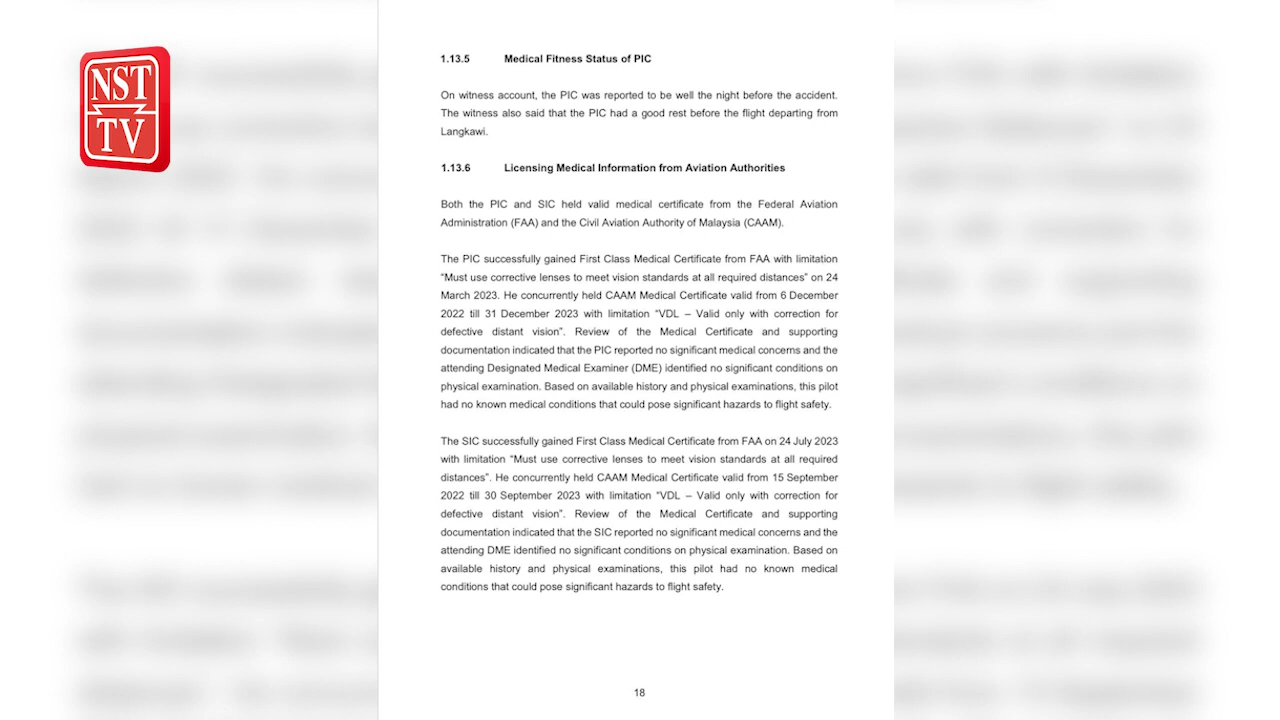 NST
TV
1.13.5 Medical Fitness Status of PIC
On witness account, the PIC was reported to be well the night before the accident.
The witness also said that the PIC had a good rest before the flight departing from
Langkawi.
1.13.6 Licensing Medical Information from Aviation Authorities
Both the PIC and SIC held valid medical certificate from the Federal Aviation
Administration (FAA) and the Civil Aviation Authority of Malaysia (CAAM).
The PIC successfully gained First Class Medical Certificate from FAA with limitation
“Must use corrective lenses to meet vision standards at all required distances” on 24
March 2023. He concurrently held CAAM Medical Certificate valid from 6 December
2022 till 31 December 2023 with limitation “VDL – Valid only with correction for
defective distant vision”. Review of the Medical Certificate and supporting
documentation indicated that the PIC reported no significant medical concerns and the
attending Designated Medical Examiner (DME) identified no significant conditions on
physical examination. Based on available history and physical examinations, this pilot
had no known medical conditions that could pose significant hazards to flight safety.
The SIC successfully gained First Class Medical Certificate from FAA on 24 July 2023
with limitation “Must use corrective lenses to meet vision standards at all required
distances”. He concurrently held CAAM Medical Certificate valid from 15 September
2022 till 30 September 2023 with limitation “VDL – Valid only with correction for
defective distant vision”. Review of the Medical Certificate and supporting
documentation indicated that the SIC reported no significant medical concerns and the
attending DME identified no significant conditions on physical examination. Based on
available history and physical examinations, this pilot had no known medical
conditions that could pose significant hazards to flight safety.
18